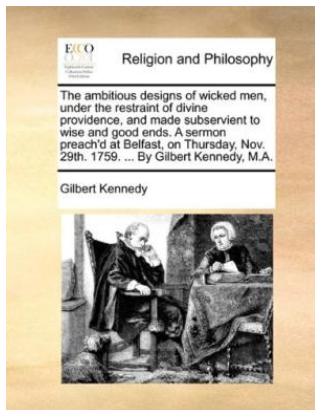 ECCO
Religion and Philosophy
The ambitious designs of wicked men,
under the restraint of divine
providence, and made subservient to
wise and good ends. A sermon
preach'd at Belfast, on Thursday, Nov.
29th. 1759. ... By Gilbert Kennedy, M.A.
Gilbert Kennedy